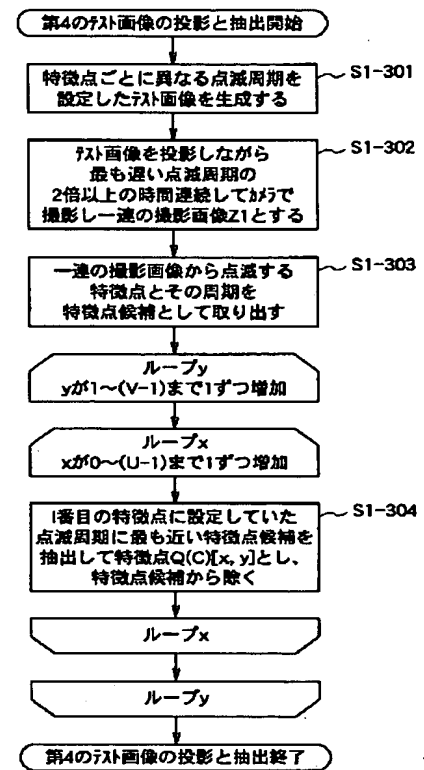 第4のテスト画像の投影と抽出開始
S1-301
特徴点ごとに異なる点滅周期を
設定したテスト画像を生成する
S1-302
テスト画像を投影しながら
最も遅い点滅周期の
2倍以上の時間連続してカメラで
撮影し一連の撮影画像Z1とする
S1-303
一連の撮影画像から点滅する
特徴点とその周期を
特徴点候補として取り出す
ループy
yが1～(V-1)まで1ずつ増加
ループx
xが0～(U-1)まで1ずつ増加
S1-304
I番目の特徴点に設定していた
点滅周期に最も近い特徴点候補を
抽出して特徴点Q(C)[x, y]とし、
特徴点候補から除く
ループx
ループy
第4のテスト画像の投影と抽出終了